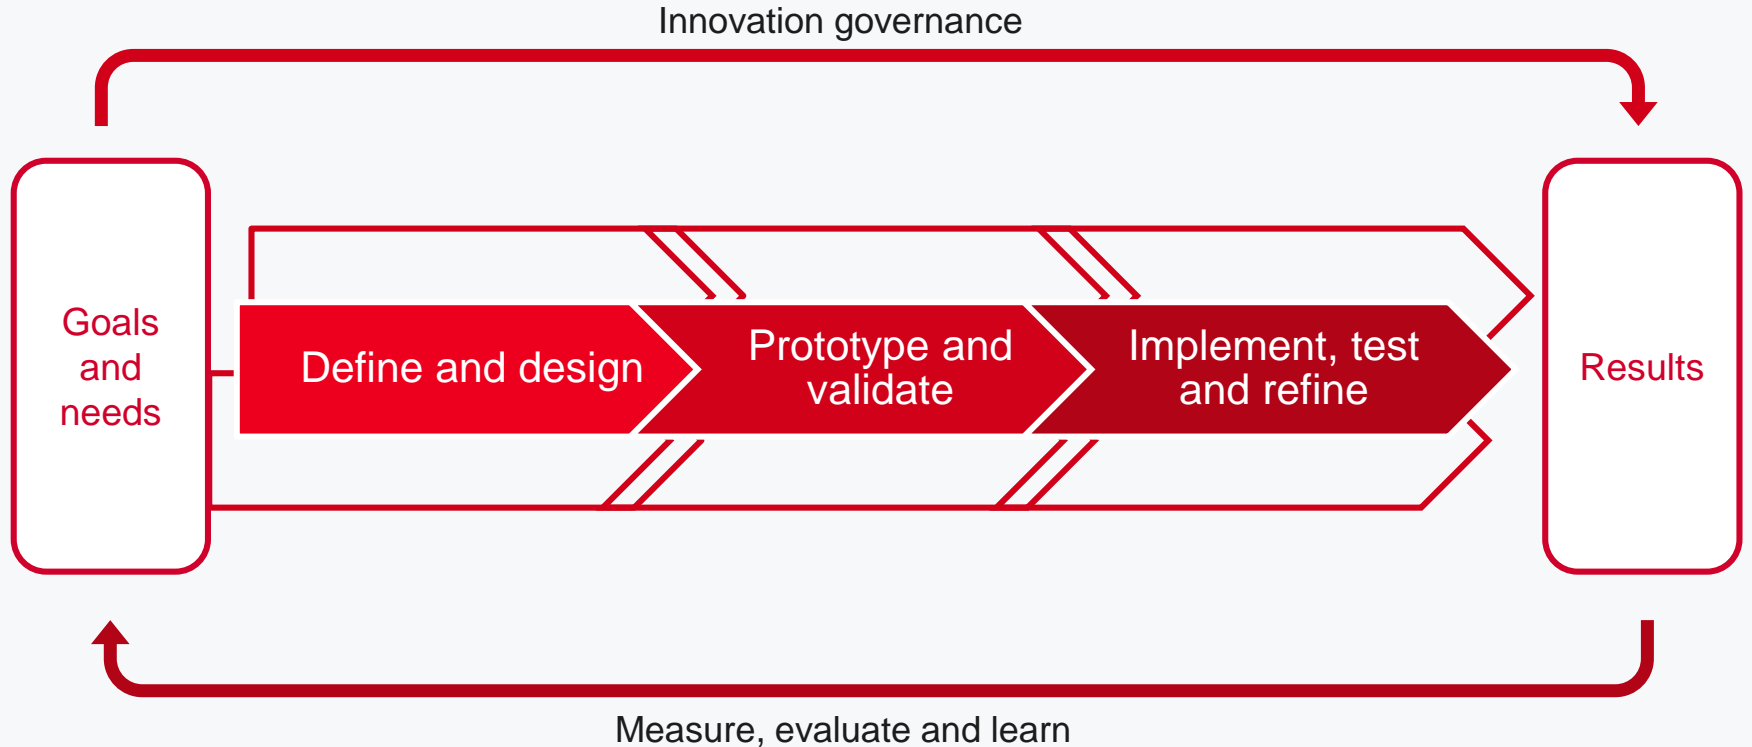 Innovation governance
Goals
and
needs
Define and design
Prototype and
validate
Implement, test
and refine
Results
Measure, evaluate and learn